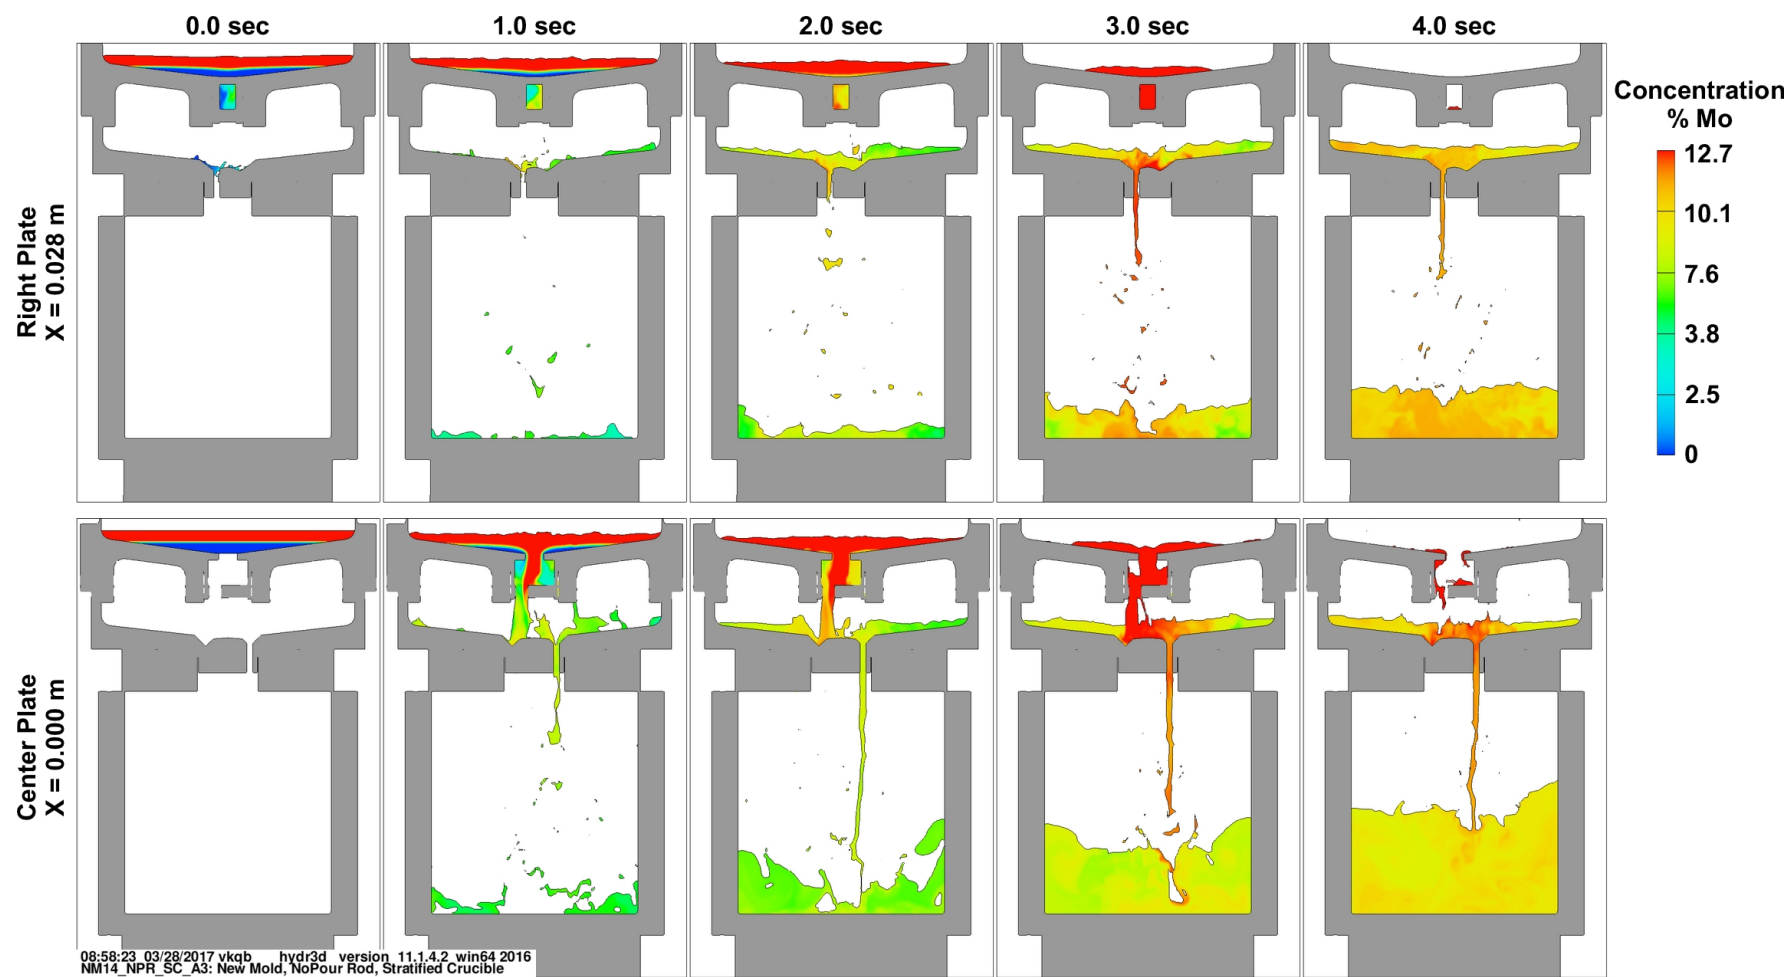 0.0 sec
1.0 sec
2.0 sec
3.0 sec
4.0 sec
Concentration
% Mo
12.7
10.1
7.6
3.8
2.5
0
Right Plate
X = 0.028 m
Center Plate
X = 0.000 m
08:58:23 03/28/2017 vkqb hydr3d version 11.1.4.2_win64 2016
NM14_NPR_SC_A3: New Mold, NoPour Rod, Stratified Crucible